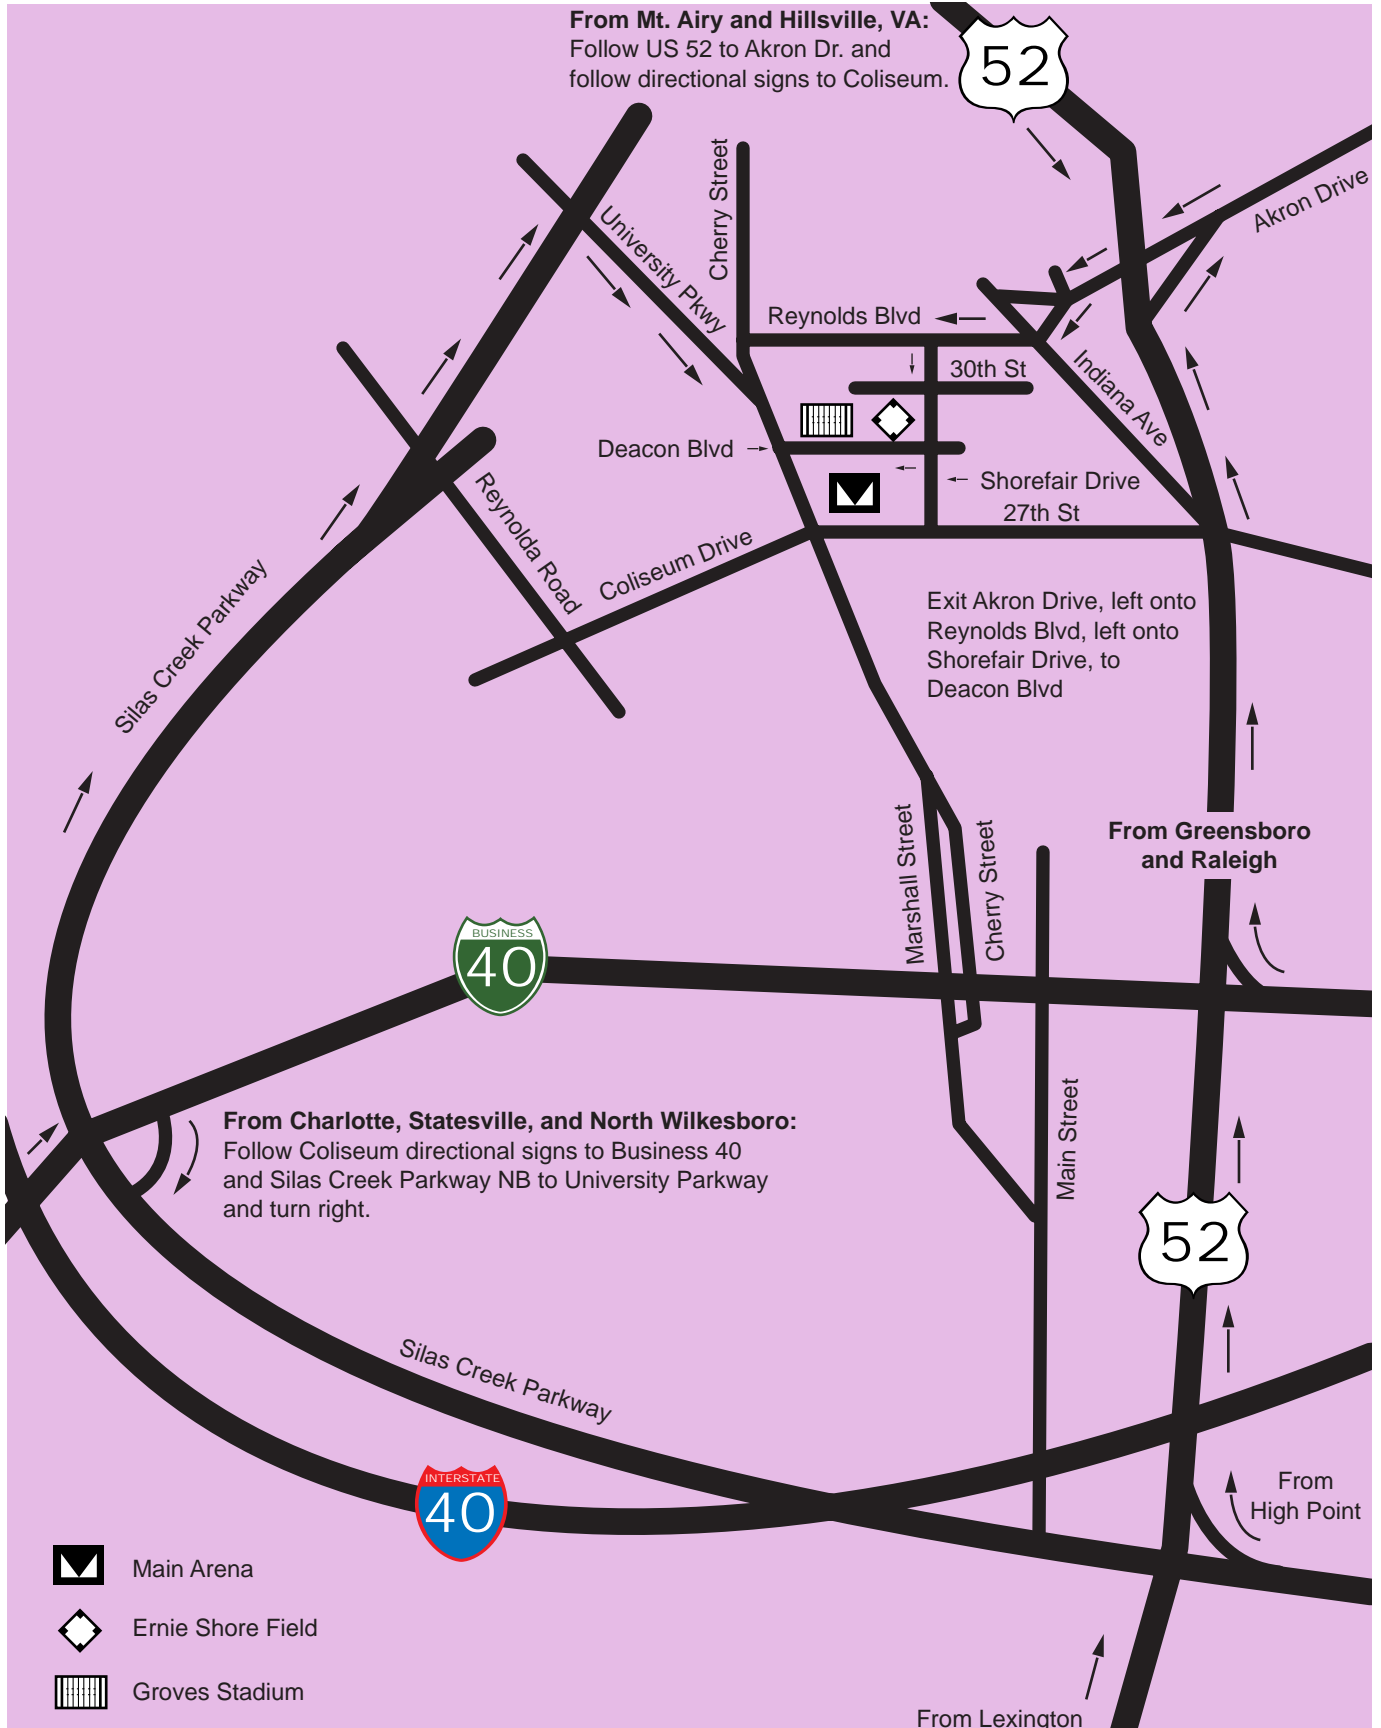 From Mt. Airy and Hillsville, VA:
Follow US 52 to Akron Dr. and
follow directional signs to Coliseum.
52
Akron Drive
Cherry Street
University Pkwy
Reynolds Blvd
30th St
Indiana Ave
Deacon Blvd
Shorefair Drive
27th St
Reynolda Road
Coliseum Drive
Silas Creek Parkway
Exit Akron Drive, left onto
Reynolds Blvd, left onto
Shorefair Drive, to
Deacon Blvd
Marshall Street
Cherry Street
From Greensboro
and Raleigh
BUSINESS
40
Main Street
From Charlotte, Statesville, and North Wilkesboro:
Follow Coliseum directional signs to Business 40
and Silas Creek Parkway NB to University Parkway
and turn right.
52
Silas Creek Parkway
INTERSTATE
40
From
High Point
Main Arena
Ernie Shore Field
Groves Stadium
From Lexington